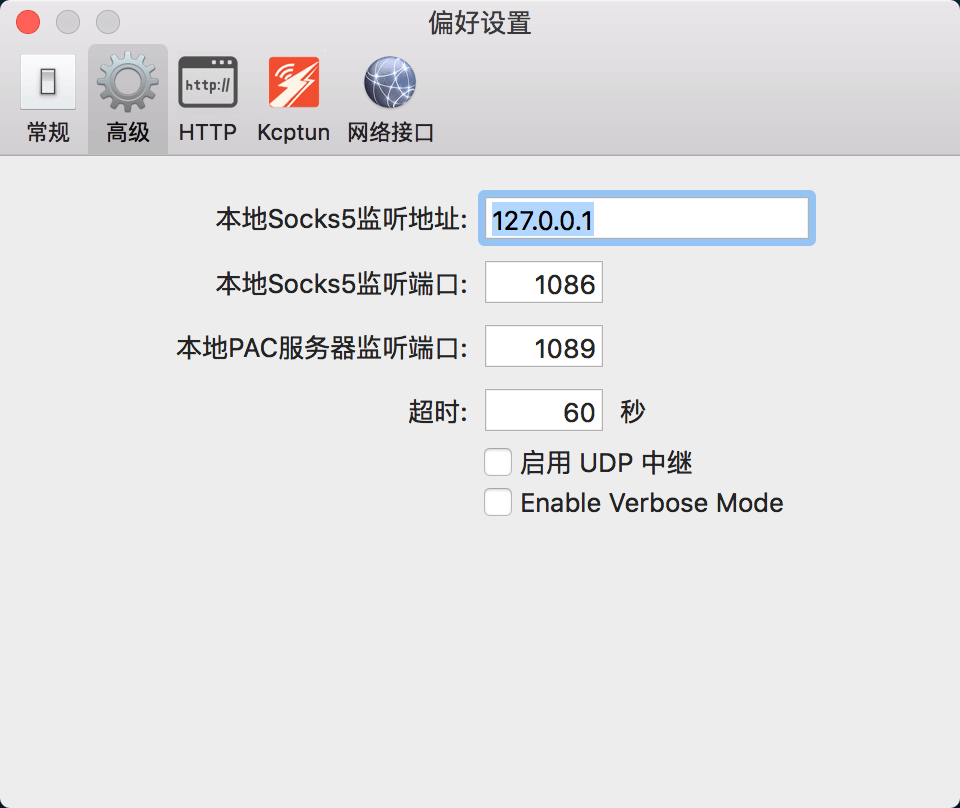 偏好设置
http://
常规 高级 HTTP Kcptun 网络接口
本地Socks5监听地址: 127.0.0.1
本地Socks5监听端口: 1086
本地PAC服务器监听端口: 1089
超时: 60 秒
启用 UDP 中继
Enable Verbose Mode